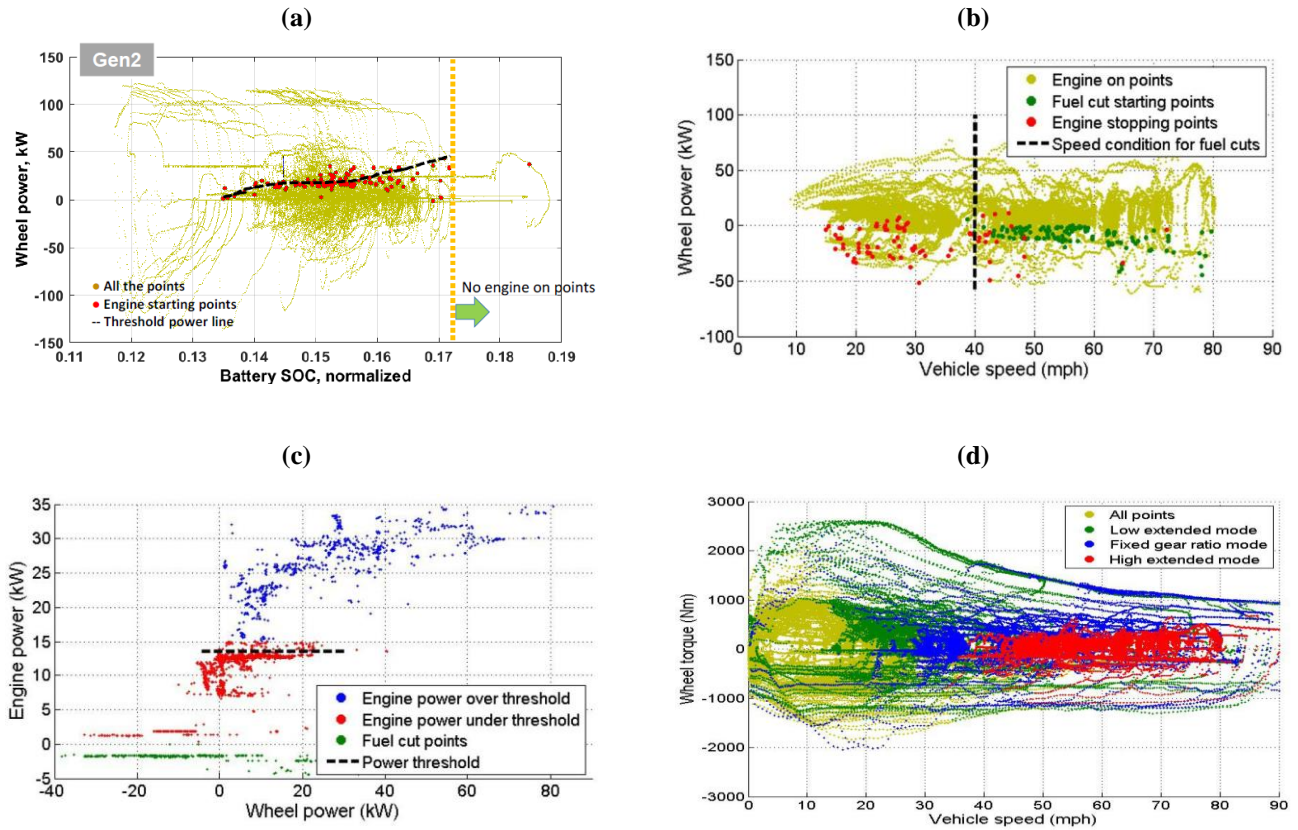 (a)
Gen2
150
100
50
0
50
-100
150
0.11 0.12 0.13 0.14 0.15 0.16 0.17 0.18 0.19
Wheel power, kW
Battery SOC, normalized
All the points
Engine starting points
-- Threshold power line
No engine on points
(b)
150
100
50
0
-50
-100
0 10 20 30 40 50 60 70 80 90
Wheel power (kW)
Vehicle speed (mph)
Engine on points
Fuel cut starting points
Engine stopping points
Speed condition for fuel cuts
(c)
35
30
25
20
15
10
5
0
-5
-40 -20 0 20 40 60 80
Engine power (kW)
Wheel power (kW)
Engine power over threshold
Engine power under threshold
Fuel cut points
Power threshold
(d)
3000
2000
1000
0
-1000
-2000
-3000
0 10 20 30 40 50 60 70 80 90
Wheel torque (Nm)
Vehicle speed (mph)
All points
Low extended mode
Fixed gear ratio mode
High extended mode